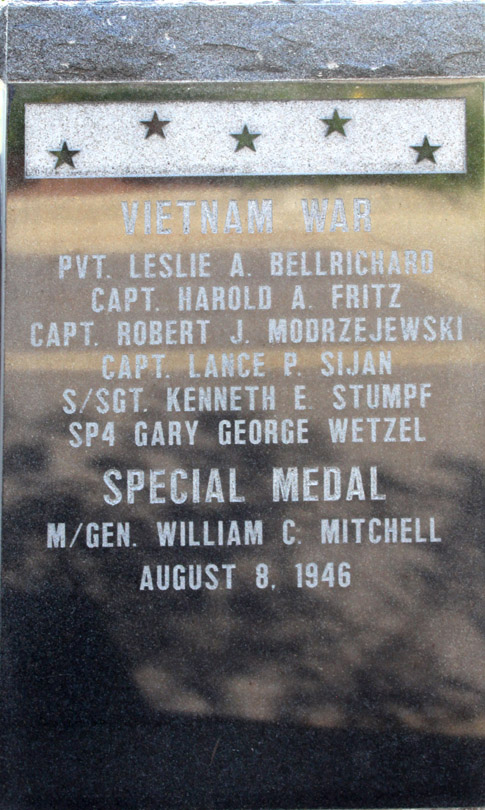 VIETNAM WAR
PVT. LESLIE A. BELLRICHARD
CAPT. HAROLD A. FRITZ
CAPT. ROBERT J. MODRZEJEWSKI
CAPT. LANCE P. SIJAN
S/SGT. KENNETH E. STUMPF
SP4 GARY GEORGE WETZEL
SPECIAL MEDAL
M/GEN. WILLIAM C. MITCHELL
AUGUST 8, 1946